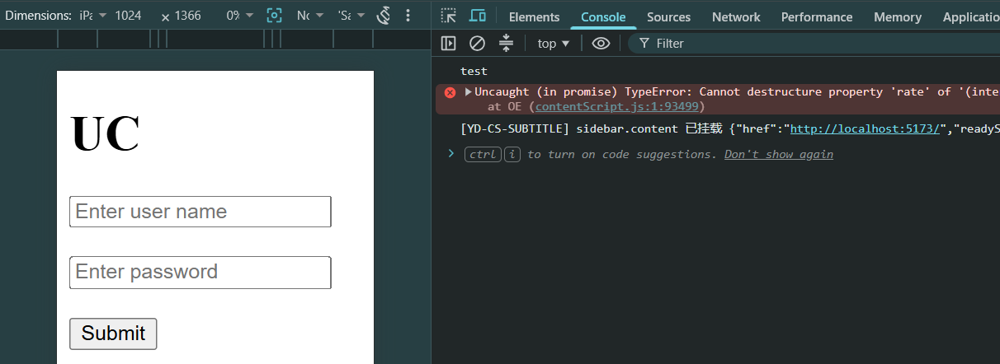 Dimensions: iPa 1024 × 1366 0% No 'Sa
Elements Console Sources Network Performance Memory Applicatio
top Filter
test
Uncaught (in promise) TypeError: Cannot destructure property 'rate' of '(inte
at OE (contentScript.js:1:93499)
[YD-CS-SUBTITLE] sidebar.content 已挂载 {"href":"http://localhost:5173/","readyS
ctrl i to turn on code suggestions. Don't show again
UC
Enter user name
Enter password
Submit